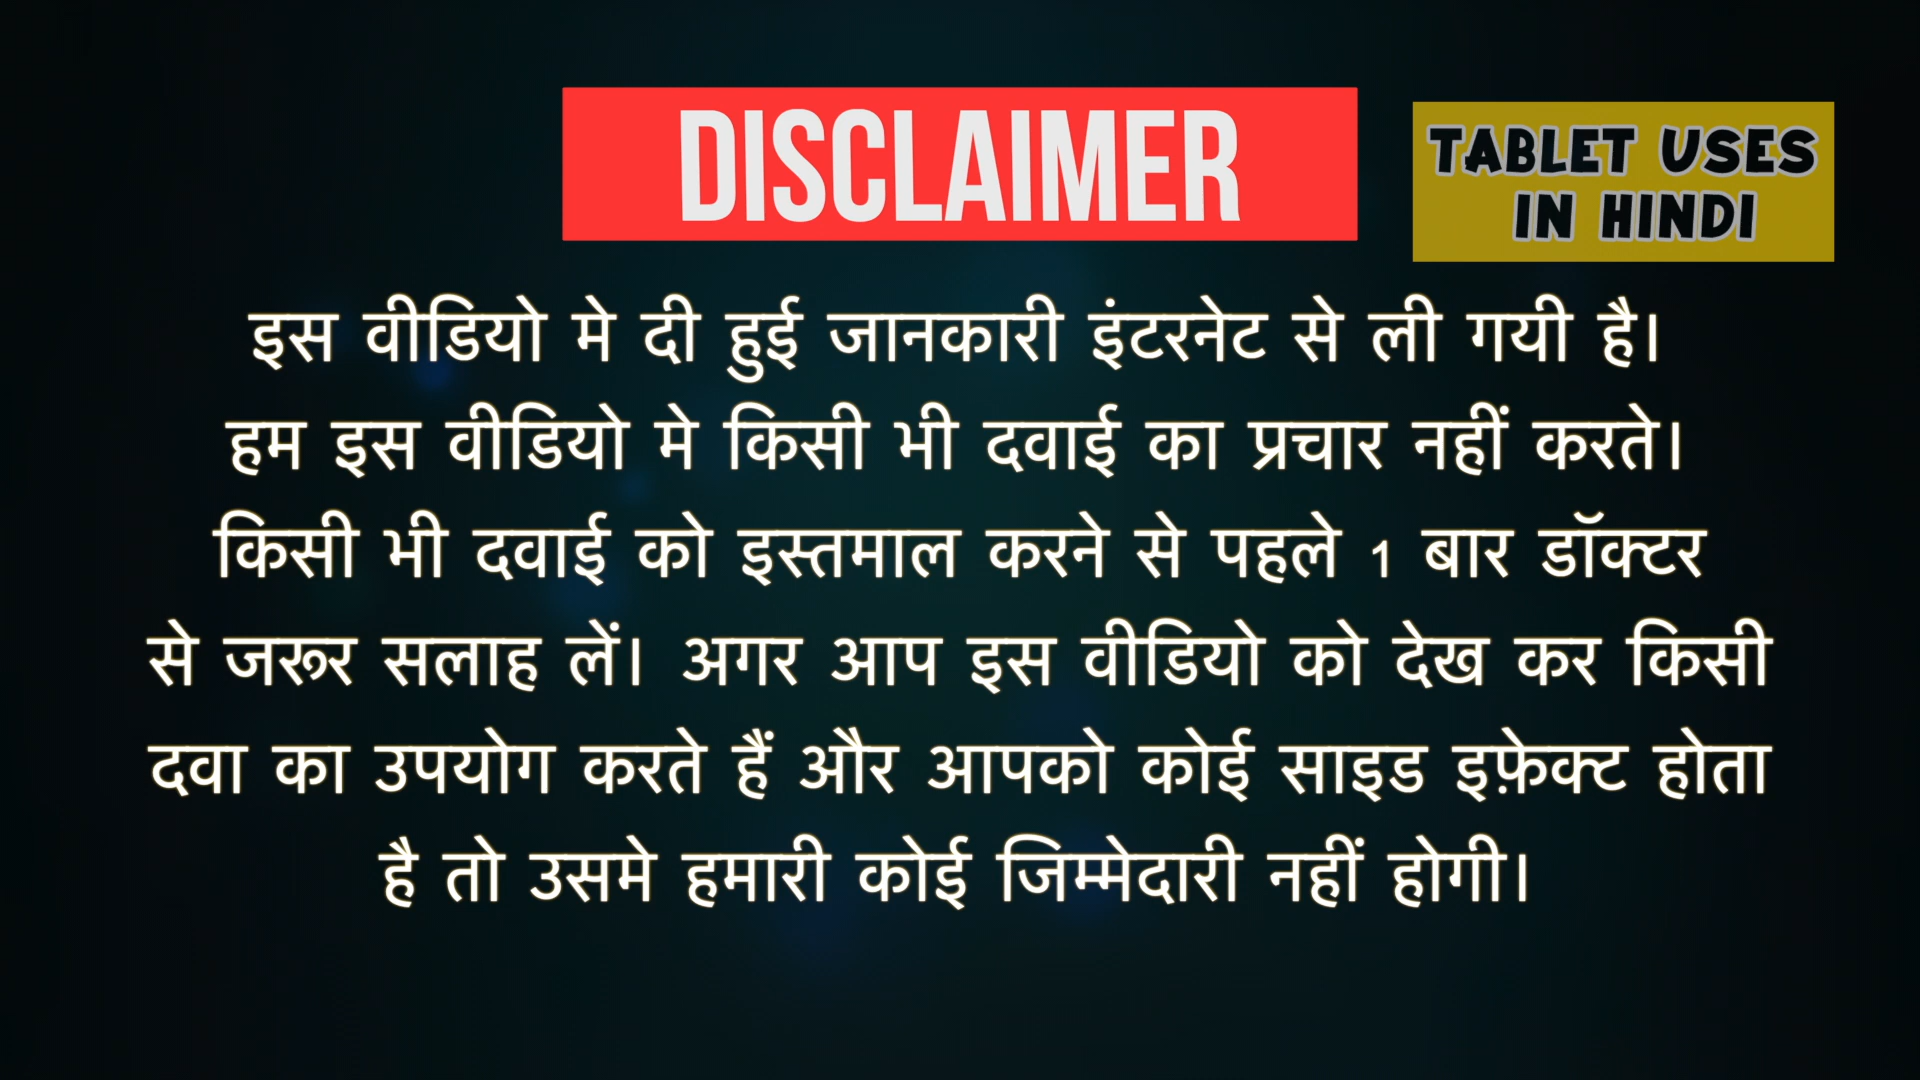 DISCLAIMER
TABLET USES
IN HINDI
इस वीडियो मे दी हुई जानकारी इंटरनेट से ली गयी है।
हम इस वीडियो मे किसी भी दवाई का प्रचार नहीं करते।
किसी भी दवाई को इस्तमाल करने से पहले 1 बार डॉक्टर
से जरूर सलाह लें। अगर आप इस वीडियो को देख कर किसी
दवा का उपयोग करते हैं और आपको कोई साइड इफ़ेक्ट होता
है तो उसमे हमारी कोई जिम्मेदारी नहीं होगी।